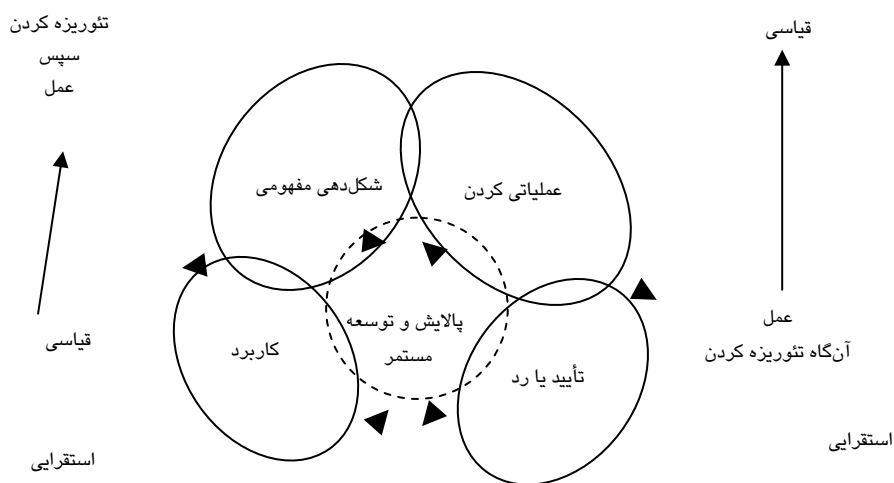 تئوریزه کردن
سپس
عمل
قیاسی
شکل‌دهی مفهومی
عملیاتی کردن
پالایش و توسعه
مستمر
کاربرد
تأیید یا رد
قیاسی
عمل
آن‌گاه تئوریزه کردن
استقرایی
استقرایی